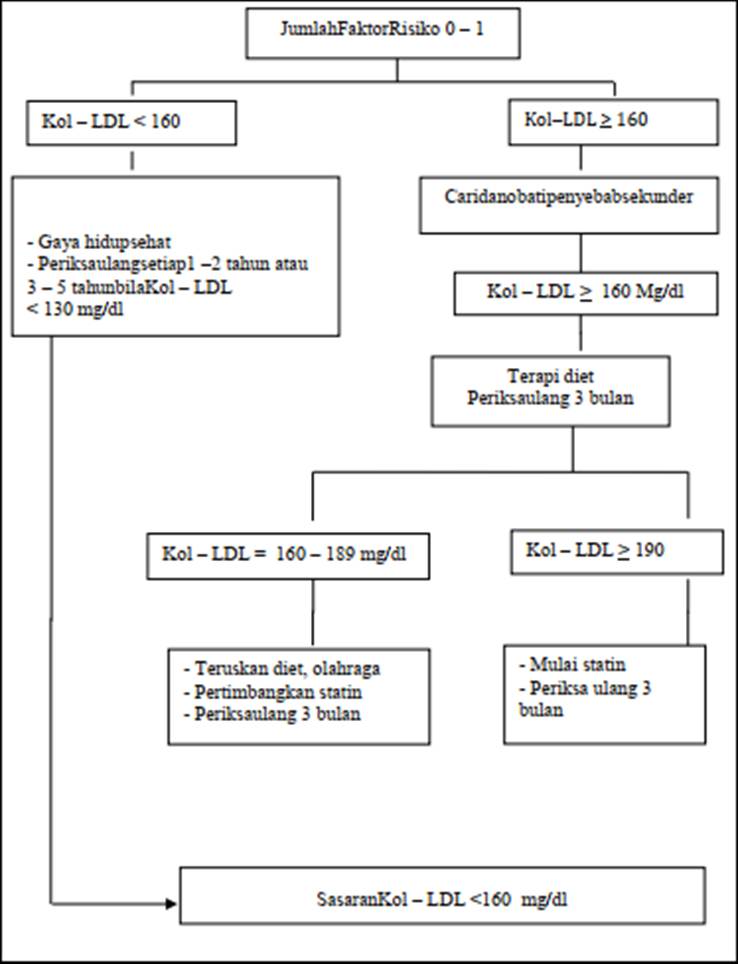 JumlahFaktorRisiko 0 – 1
Kol – LDL < 160
Kol–LDL ≥ 160
- Gaya hidupsehat
- Periksaulangsetiap1 –2 tahun atau
3 – 5 tahunbilaKol – LDL
< 130 mg/dl
Caridanobatipenyebabsekunder
Kol – LDL ≥ 160 Mg/dl
Terapi diet
Periksaulang 3 bulan
Kol – LDL = 160 – 189 mg/dl
Kol – LDL ≥ 190
- Teruskan diet, olahraga
- Pertimbangkan statin
- Periksaulang 3 bulan
- Mulai statin
- Periksa ulang 3
bulan
SasaranKol – LDL <160 mg/dl